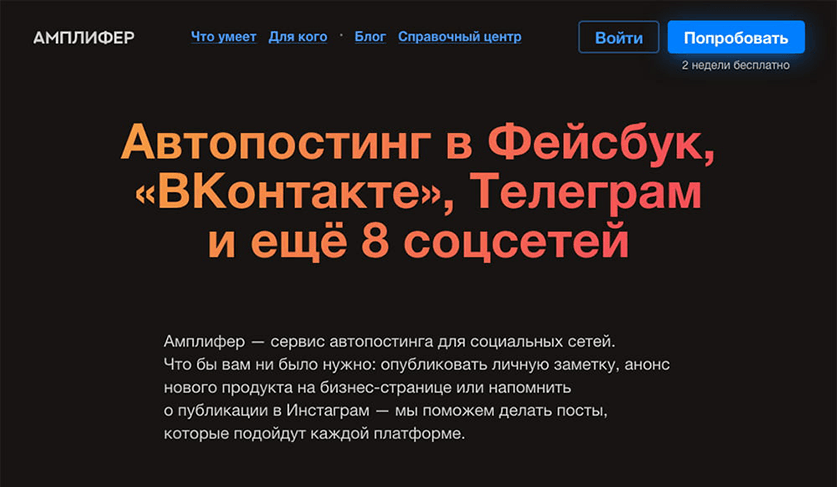 АМПЛИФЕР
Что умеет Для кого · Блог Справочный центр
Войти
Попробовать
2 недели бесплатно
Автопостинг в Фейсбук,
«ВКонтакте», Телеграм
и ещё 8 соцсетей
Амплифер — сервис автопостинга для социальных сетей.
Что бы вам ни было нужно: опубликовать личную заметку, анонс
нового продукта на бизнес-странице или напомнить
о публикации в Инстаграм — мы поможем делать посты,
которые подойдут каждой платформе.